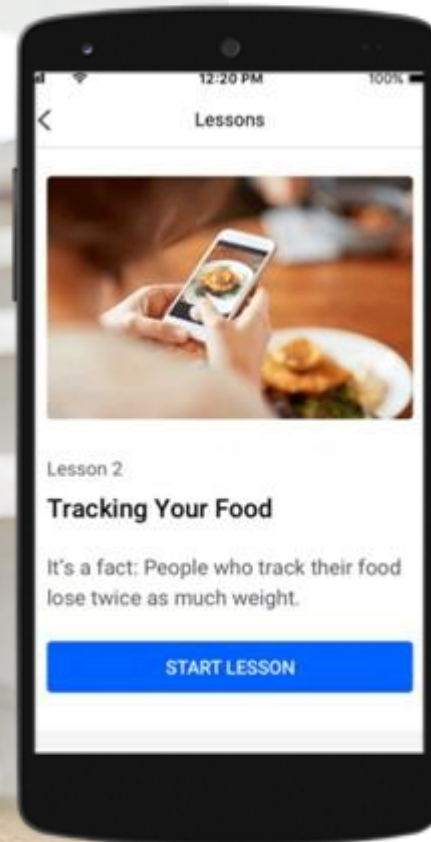 12:20 PM
100%
Lessons
Lesson 2
Tracking Your Food
It's a fact: People who track their food
lose twice as much weight.
START LESSON